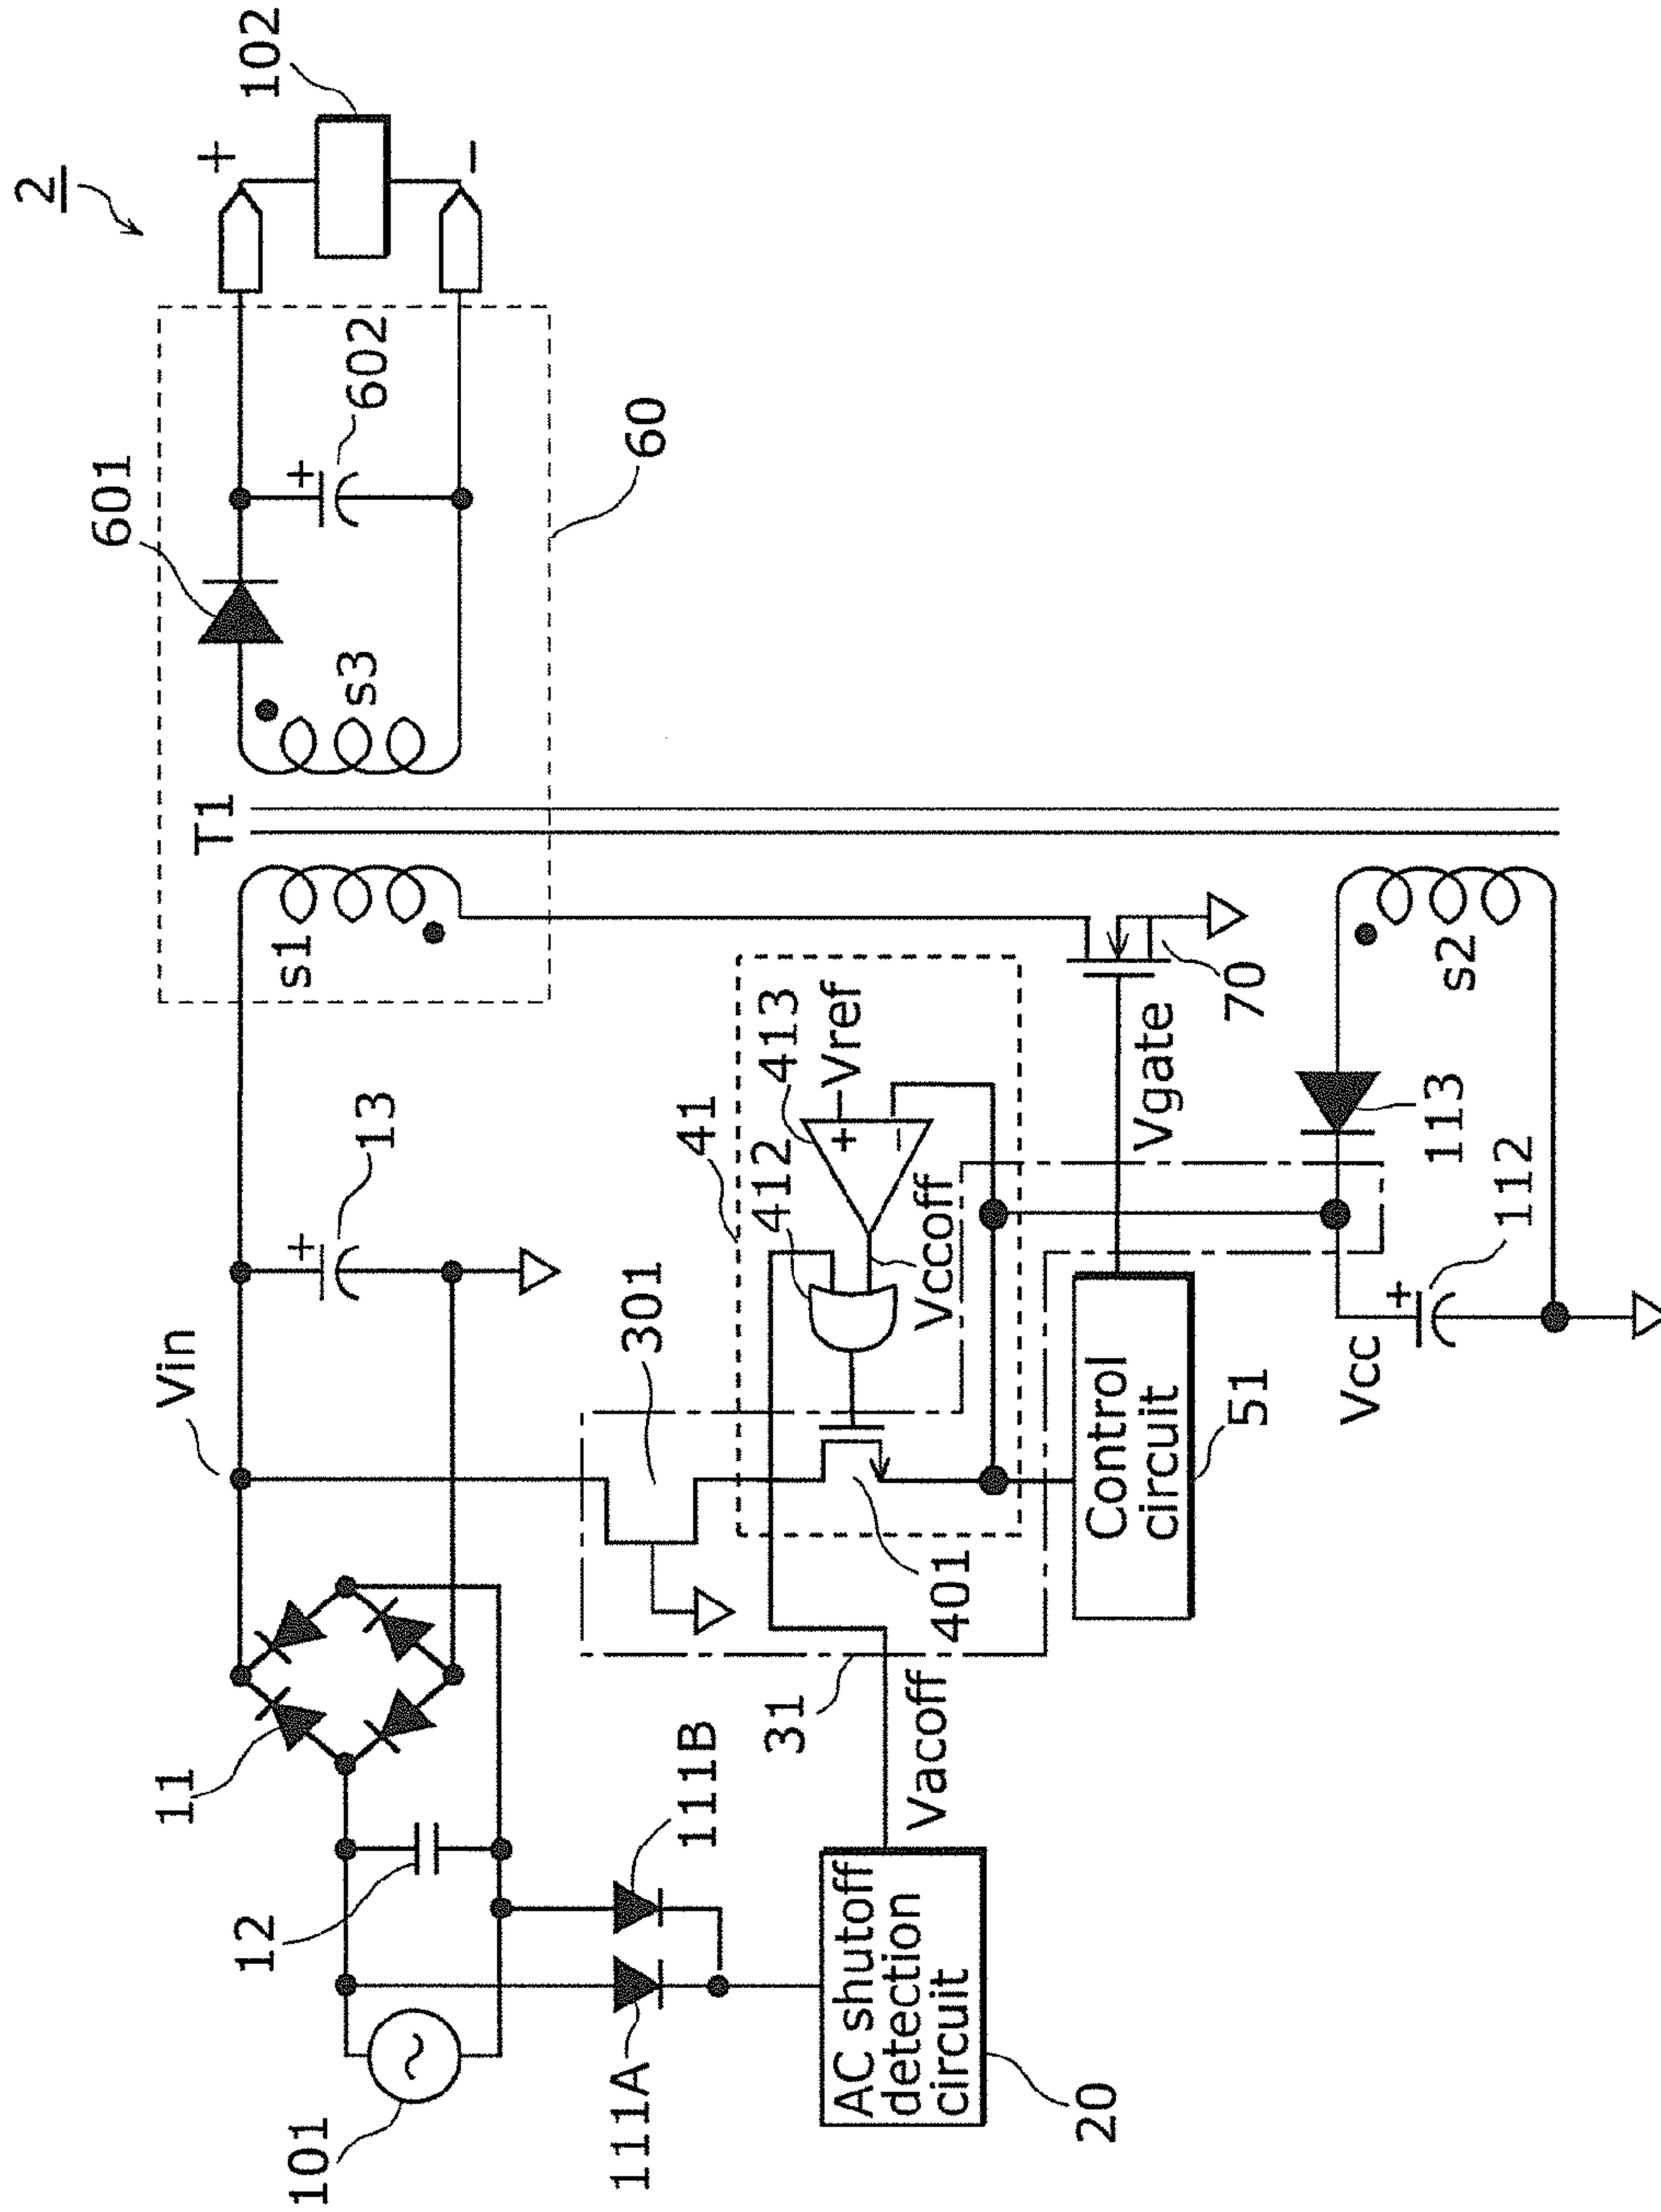 2
102
+
−
601
+
602
60
s3
T1
s1
Vin
+
13
11
12
101
111A
111B
301
41
412
413
+
−
Vref
Vccoff
401
31
Vacoff
AC shutoff
detection
circuit
20
Control
circuit
51
Vgate
70
s2
113
+
112
Vcc